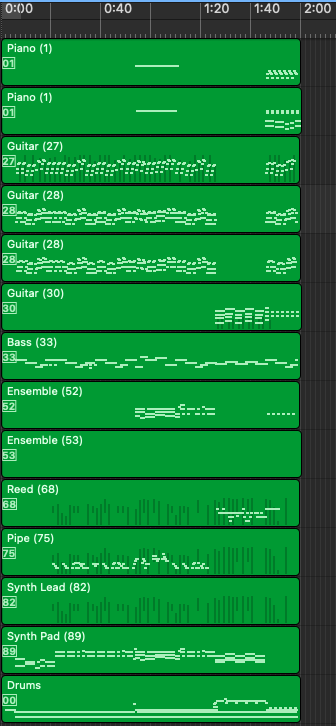 0:00 0:40 1:20 1:40 2:00
Piano (1)
01
Piano (1)
01
Guitar (27)
27
Guitar (28)
28
Guitar (28)
28
Guitar (30)
30
Bass (33)
33
Ensemble (52)
52
Ensemble (53)
53
Reed (68)
68
Pipe (75)
75
Synth Lead (82)
82
Synth Pad (89)
89
Drums
00